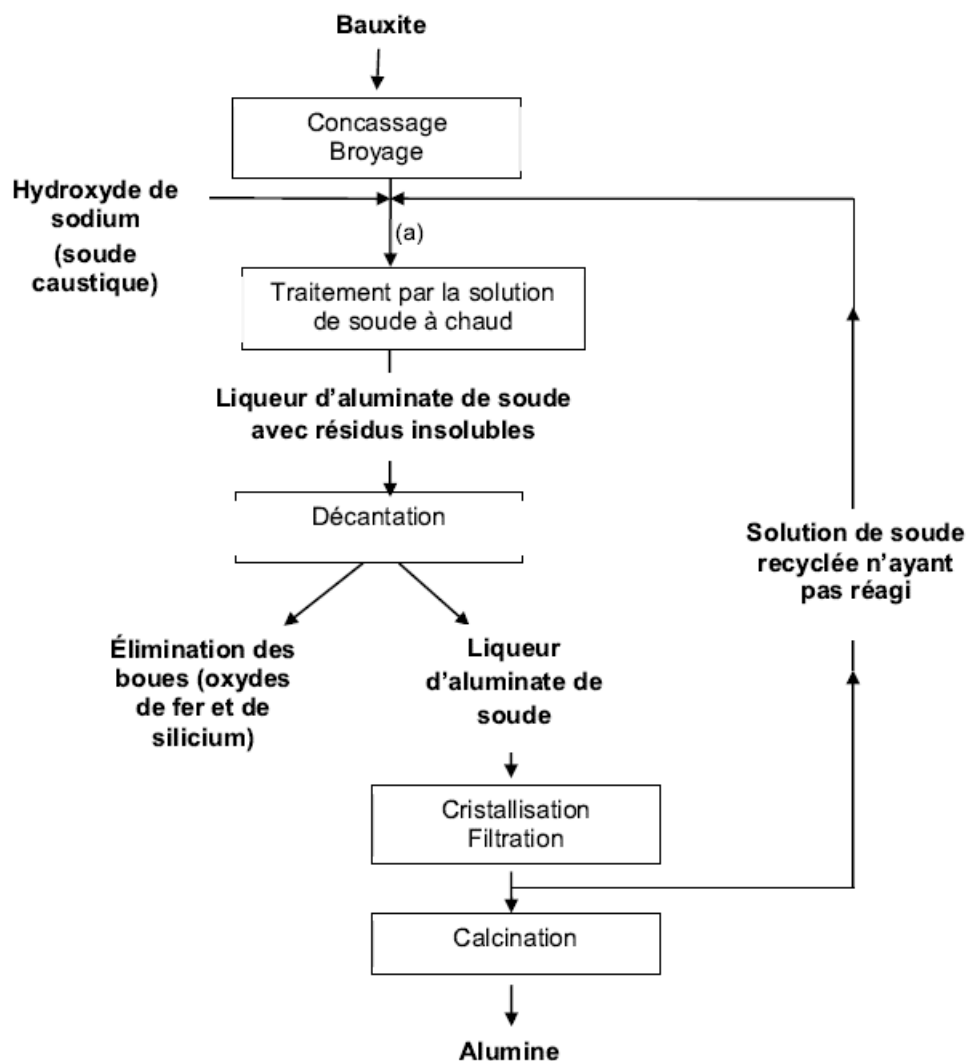 Bauxite
Concassage
Broyage
Hydroxyde de
sodium
(soude
caustique)
(a)
Traitement par la solution
de soude à chaud
Liqueur d’aluminate de soude
avec résidus insolubles
Décantation
Solution de soude
recyclée n’ayant
pas réagi
Élimination des
boues (oxydes
de fer et de
silicium)
Liqueur
d’aluminate de
soude
Cristallisation
Filtration
Calcination
Alumine